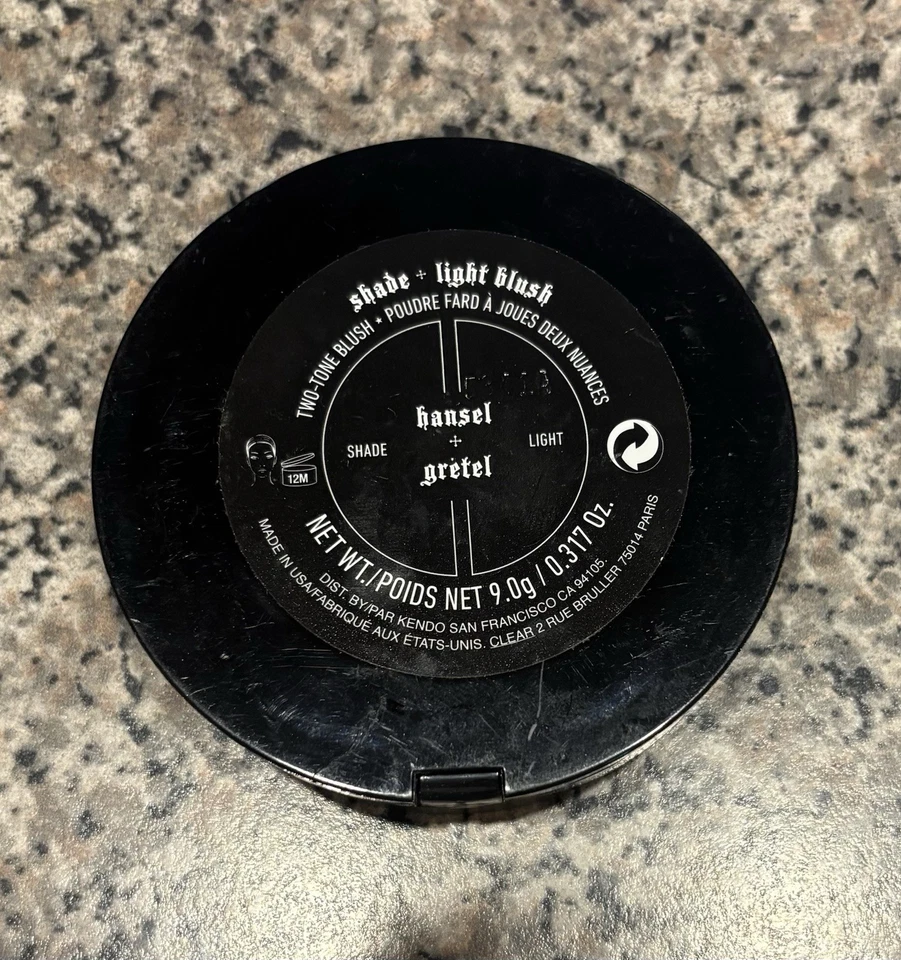 shade + light blush
TWO-TONE BLUSH • POUDRE FARD À JOUES DEUX NUANCES
hansel
+
gretel
SHADE
LIGHT
12M
NET WT./POIDS NET 9.0g / 0.317 Oz.
DIST. BY/PAR KENDO SAN FRANCISCO CA 94105.
MADE IN USA/FABRIQUÉ AUX ÉTATS-UNIS. CLEAR 2 RUE BRULLER 75014 PARIS